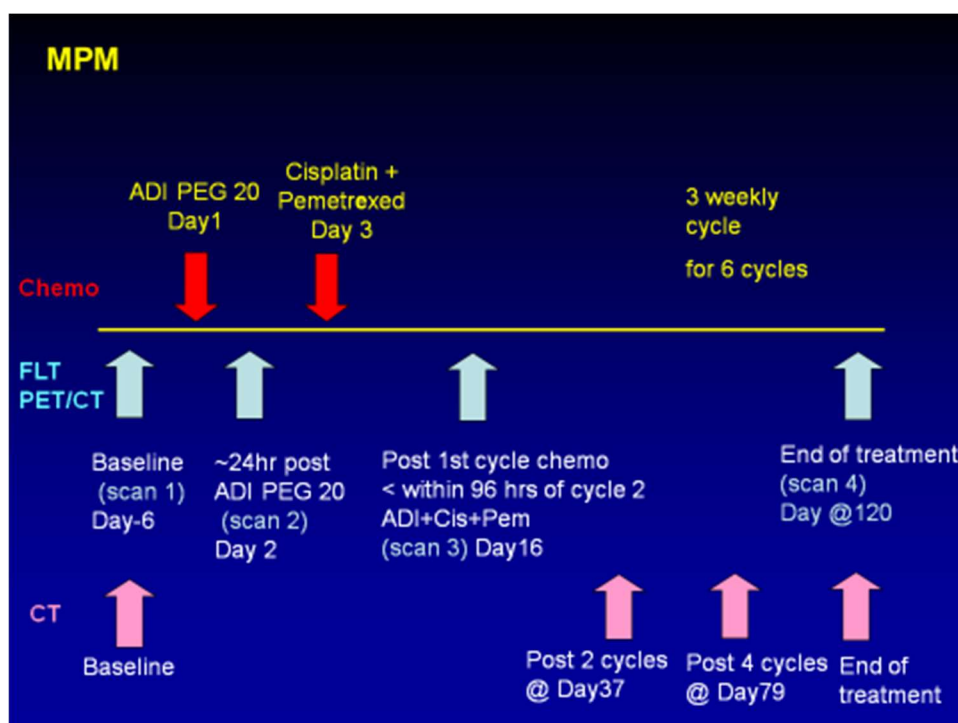 MPM
ADI PEG 20
Day1
Cisplatin +
Pemetrexed
Day 3
3 weekly
cycle
for 6 cycles
Chemo
FLT
PET/CT
Baseline
(scan 1)
Day-6
~24hr post
ADI PEG 20
(scan 2)
Day 2
Post 1st cycle chemo
< within 96 hrs of cycle 2
ADI+Cis+Pem
(scan 3) Day16
End of treatment
(scan 4)
Day @120
CT
Baseline
Post 2 cycles
@ Day37
Post 4 cycles
@ Day79
End of
treatment